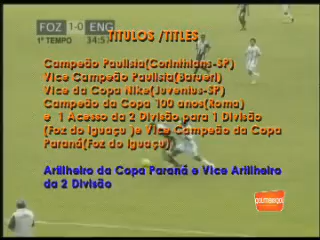 FOZ 1-0 ENG
1º TEMPO 34:57
TITULOS /TITLES
Campeão Paulista(Corinthians-SP)
Vice Campeão Paulista(Barueri)
Vice da Copa Nike(Juventus-SP)
Campeão da Copa 100 anos(Roma)
e 1 Acesso da 2 Divisão para 1 Divisão
(Foz do Iguaçu )e Vice Campeão da Copa
Paraná(Foz do Iguaçu)
Artilheiro da Copa Paraná e Vice Artilheiro
da 2 Divisão